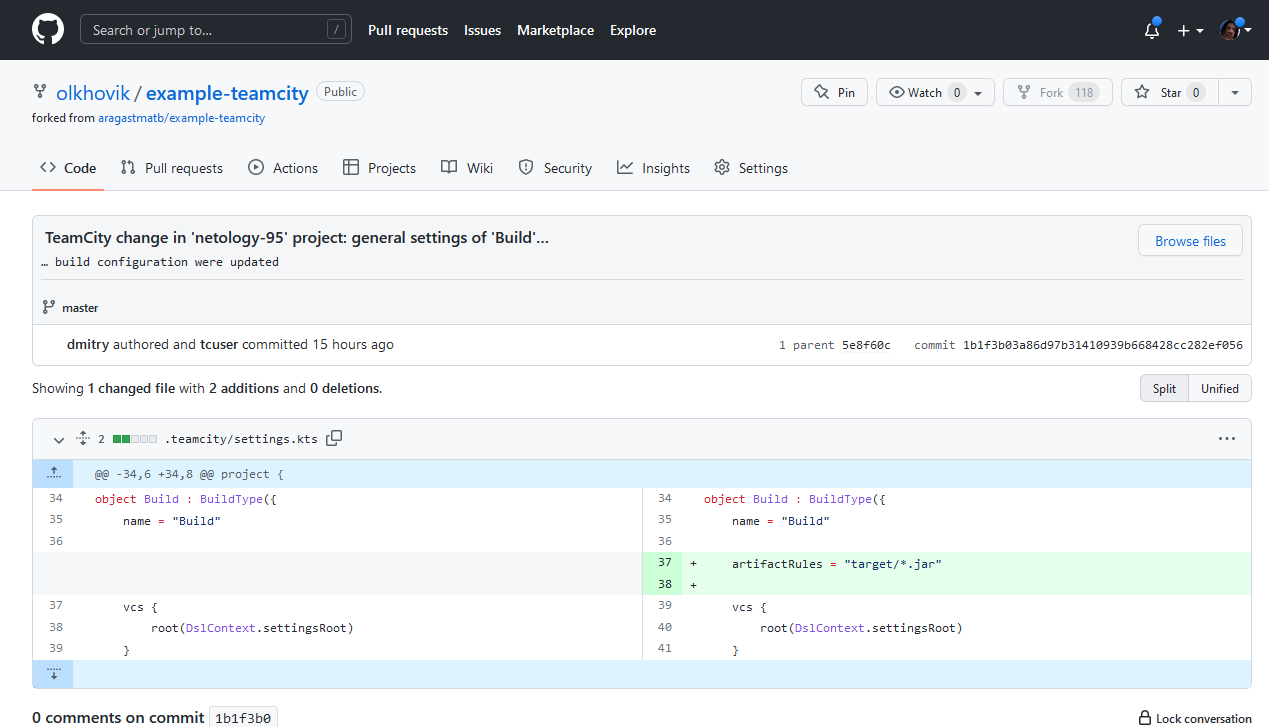 Search or jump to... / Pull requests Issues Marketplace Explore
olkhovik / example-teamcity Public Pin Watch 0 Fork 118 Star 0
forked from aragastmatb/example-teamcity
Code Pull requests Actions Projects Wiki Security Insights Settings
TeamCity change in 'netology-95' project: general settings of 'Build'... Browse files
… build configuration were updated
master
dmitry authored and tcuser committed 15 hours ago 1 parent 5e8f60c commit 1b1f3b03a86d97b31410939b668428cc282ef056
Showing 1 changed file with 2 additions and 0 deletions. Split Unified
2 .teamcity/settings.kts
@@ -34,6 +34,8 @@ project {
34 object Build : BuildType({ 34 object Build : BuildType({
35 name = "Build" 35 name = "Build"
36 36
37 + artifactRules = "target/*.jar"
38 +
37 vcs { 39 vcs {
38 root(DslContext.settingsRoot) 40 root(DslContext.settingsRoot)
39 } 41 }
0 comments on commit 1b1f3b0 Lock conversation